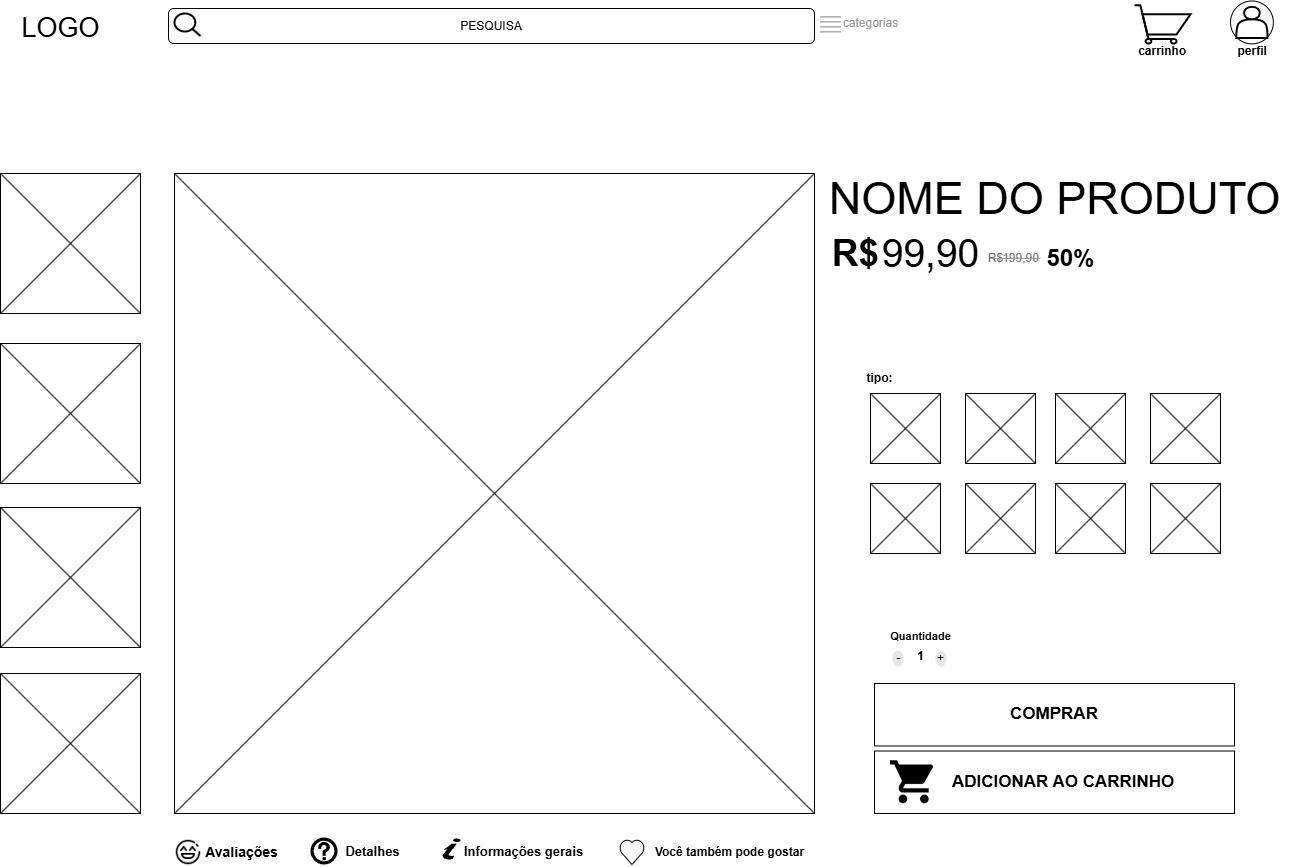 LOGO
PESQUISA
categorias
carrinho
perfil
NOME DO PRODUTO
R$99,90 R$199,90 50%
tipo:
Quantidade
- 1 +
COMPRAR
ADICIONAR AO CARRINHO
Avaliações
Detalhes
Informações gerais
Você também pode gostar